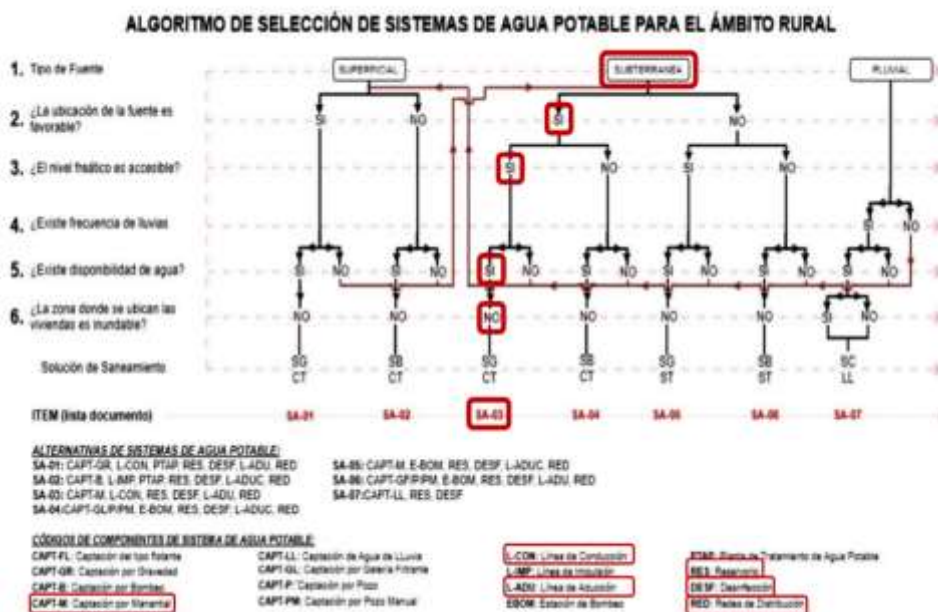 ALGORITMO DE SELECCIÓN DE SISTEMAS DE AGUA POTABLE PARA EL ÁMBITO RURAL
1. Tipo de Fuente
SUPERFICIAL
SUBTERRANEA
PLUVIAL
2. ¿La ubicación de la fuente es favorable?
SI NO SI NO
3. ¿El nivel freático es accesible?
SI NO SI NO
4. ¿Existe frecuencia de lluvias
SI NO
5. ¿Existe disponibilidad de agua?
SI NO SI NO SI NO SI NO SI NO SI NO SI NO
6. ¿La zona donde se ubican las viviendas es inundable?
NO NO NO NO NO NO SI NO
Solución de Saneamiento
SG CT SB CT SG CT SB CT SG ST SB ST SC LL
ITEM (lista documento)
SA-01 SA-02 SA-03 SA-04 SA-05 SA-06 SA-07
ALTERNATIVAS DE SISTEMAS DE AGUA POTABLE:
SA-01: CAPT-GR, L-CON, PTAP, RES, DESF, L-ADU, RED
SA-02: CAPT-B, L-IMP, PTAP, RES, DESF, L-ADUC, RED
SA-03: CAPT-M, L-CON, RES, DESF, L-ADU, RED
SA-04: CAPT-GL/P/PM, E-BOM, RES, DESF, L-ADUC, RED
SA-05: CAPT-M, E-BOM, RES, DESF, L-ADUC, RED
SA-06: CAPT-GF/P/PM, E-BOM, RES, DESF, L-ADU, RED
SA-07: CAPT-LL, RES, DESF
CÓDIGOS DE COMPONENTES DE SISTEMA DE AGUA POTABLE:
CAPT-FL: Captación del tipo flotante
CAPT-GR: Captación por Gravedad
CAPT-B: Captación por Bombeo
CAPT-M: Captación por Manantial
CAPT-LL: Captación de Agua de LLuvia
CAPT-GL: Captación por Galería Filtrante
CAPT-P: Captación por Pozo
CAPT-PM: Captación por Pozo Manual
L-CON: Línea de Conducción
L-IMP: Línea de Impulsión
L-ADU: Línea de Aducción
EBOM: Estación de Bombeo
Planta de Tratamiento de Agua Potable
RES: Reservorio
DESF: Desinfección
RED: Redes de Distribución